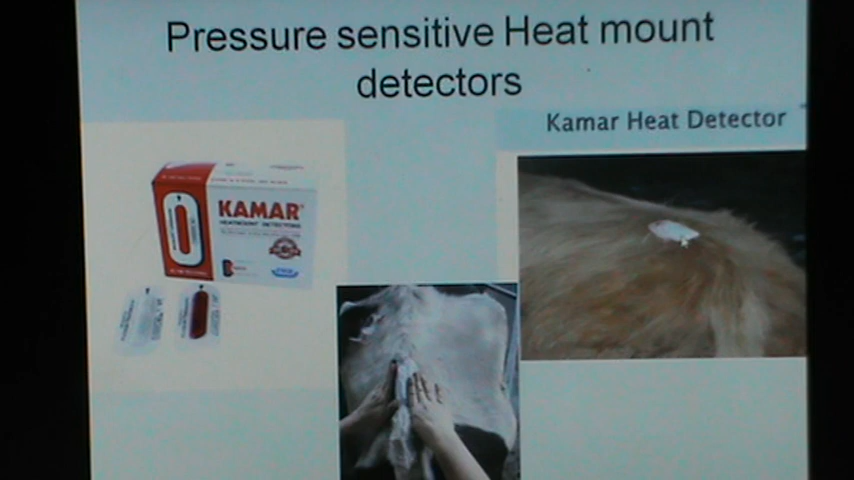 Pressure sensitive Heat mount
detectors
Kamar Heat Detector
KAMAR
HEATMOUNT DETECTORS